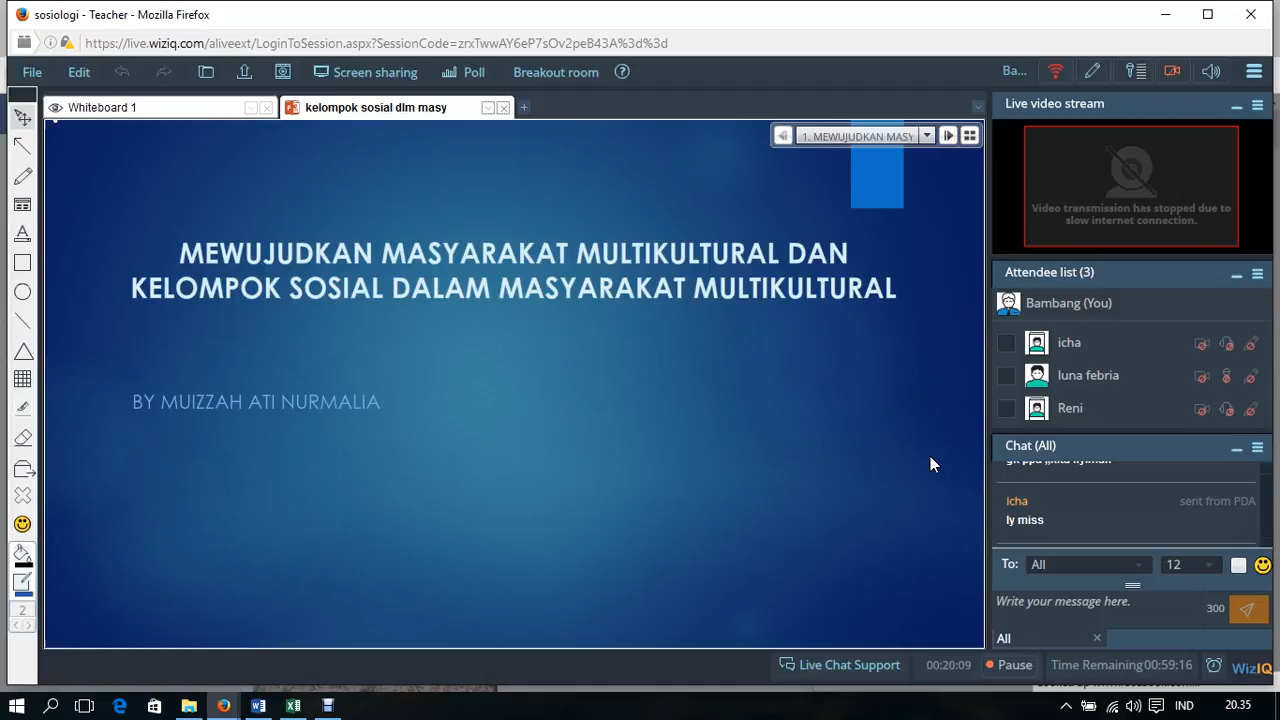 sosiologi - Teacher - Mozilla Firefox
https://live.wiziq.com/aliveext/LoginToSession.aspx?SessionCode=zrxTwwAY6eP7sOv2peB43A%3d%3d
File Edit Screen sharing Poll Breakout room ? Ba...
Whiteboard 1
kelompok sosial dlm masy
1. MEWUJUDKAN MASY
MEWUJUDKAN MASYARAKAT MULTIKULTURAL DAN
KELOMPOK SOSIAL DALAM MASYARAKAT MULTIKULTURAL
BY MUIZZAH ATI NURMALIA
2
Live video stream
Video transmission has stopped due to
slow internet connection.
Attendee list (3)
Bambang (You)
icha
luna febria
Reni
Chat (All)
icha sent from PDA
ly miss
To: All 12
Write your message here. 300
All
Live Chat Support 00:20:09 Pause Time Remaining 00:59:16 WizIQ
IND 20.35